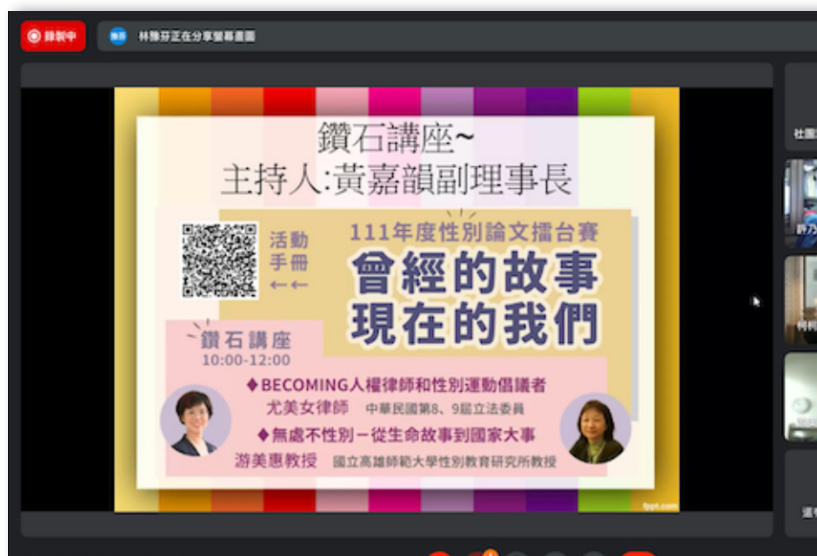 錄製中
林雅芬正在分享螢幕畫面
鑽石講座~
主持人:黃嘉韻副理事長
活動
手冊
←←
111年度性別論文擂台賽
曾經的故事
現在的我們
鑽石講座
10:00-12:00
◆BECOMING人權律師和性別運動倡議者
尤美女律師 中華民國第8、9屆立法委員
◆無處不性別－從生命故事到國家大事
游美惠教授 國立高雄師範大學性別教育研究所教授
fppt.com